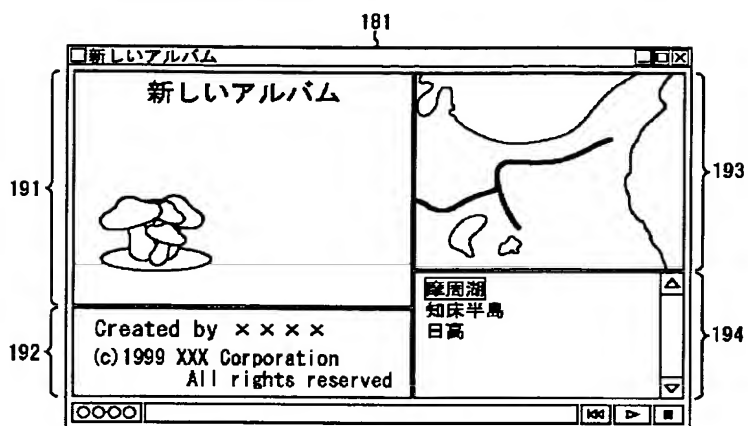 181
新しいアルバム
新しいアルバム
191
193
摩周湖
知床半島
日高
194
192
Created by ××××
(c)1999 XXX Corporation
All rights reserved
○○○○